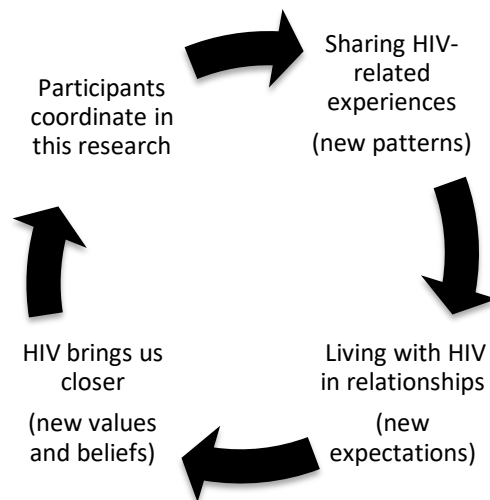 Participants
coordinate in
this research
Sharing HIV-
related
experiences
(new patterns)
Living with HIV
in relationships
(new
expectations)
HIV brings us
closer
(new values
and beliefs)